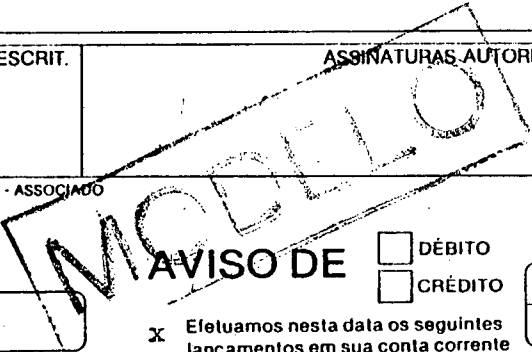 ESCRIT.
ASSINATURAS AUTORI
- ASSOCIADO
MODELO
AVISO DE
DÉBITO
CRÉDITO
x Efetuamos nesta data os seguintes
lançamentos em sua conta corrente